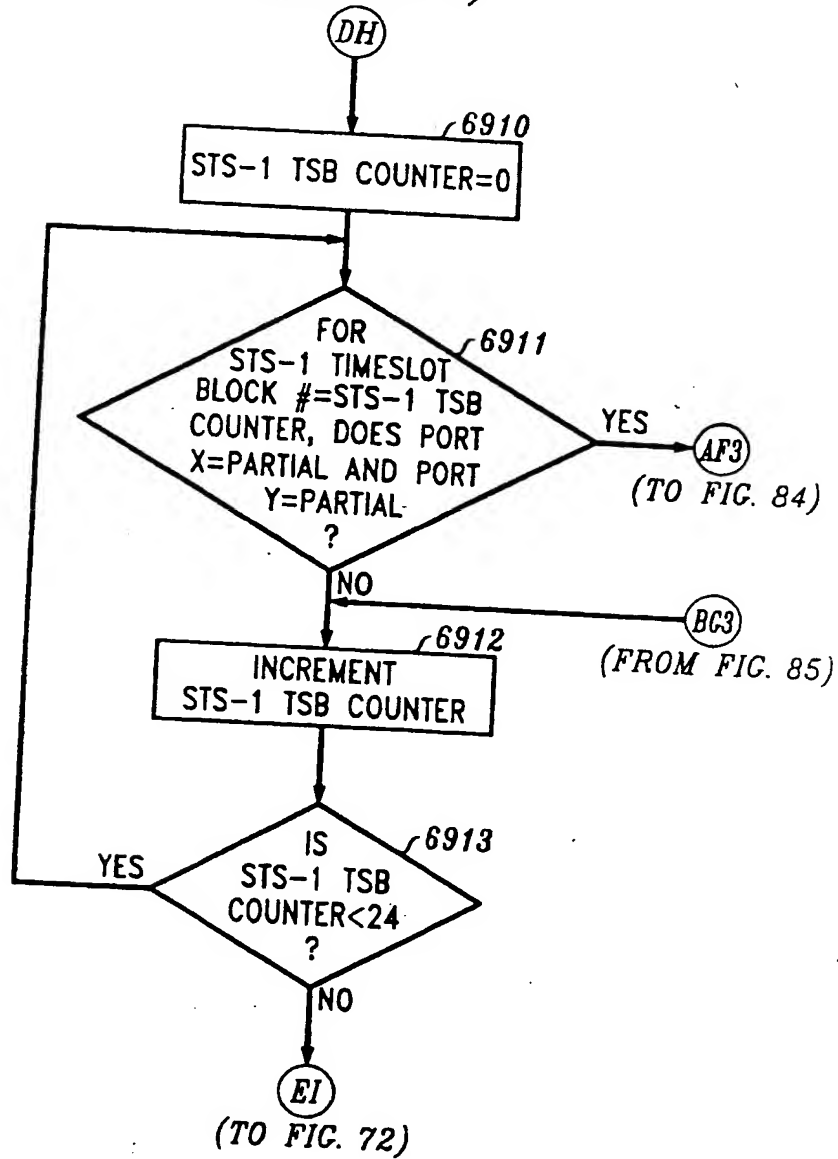 DH
6910
STS-1 TSB COUNTER=0
FOR
STS-1 TIMESLOT
BLOCK #=STS-1 TSB
COUNTER, DOES PORT
X=PARTIAL AND PORT
Y=PARTIAL
?
6911
YES
AF3
(TO FIG. 84)
NO
BG3
(FROM FIG. 85)
6912
INCREMENT
STS-1 TSB COUNTER
IS
STS-1 TSB
COUNTER<24
?
6913
YES
NO
EI
(TO FIG. 72)